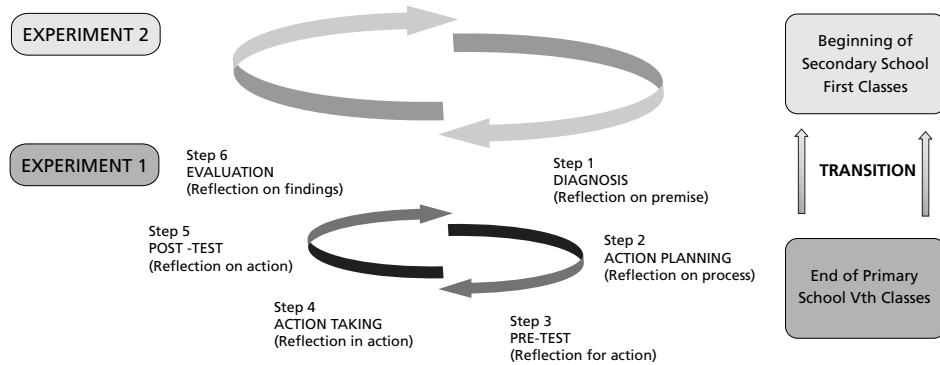 EXPERIMENT 2
Beginning of
Secondary School
First Classes
EXPERIMENT 1
Step 6
EVALUATION
(Reflection on findings)
Step 1
DIAGNOSIS
(Reflection on premise)
TRANSITION
Step 5
POST -TEST
(Reflection on action)
Step 2
ACTION PLANNING
(Reflection on process)
Step 4
ACTION TAKING
(Reflection in action)
Step 3
PRE-TEST
(Reflection for action)
End of Primary
School Vth Classes